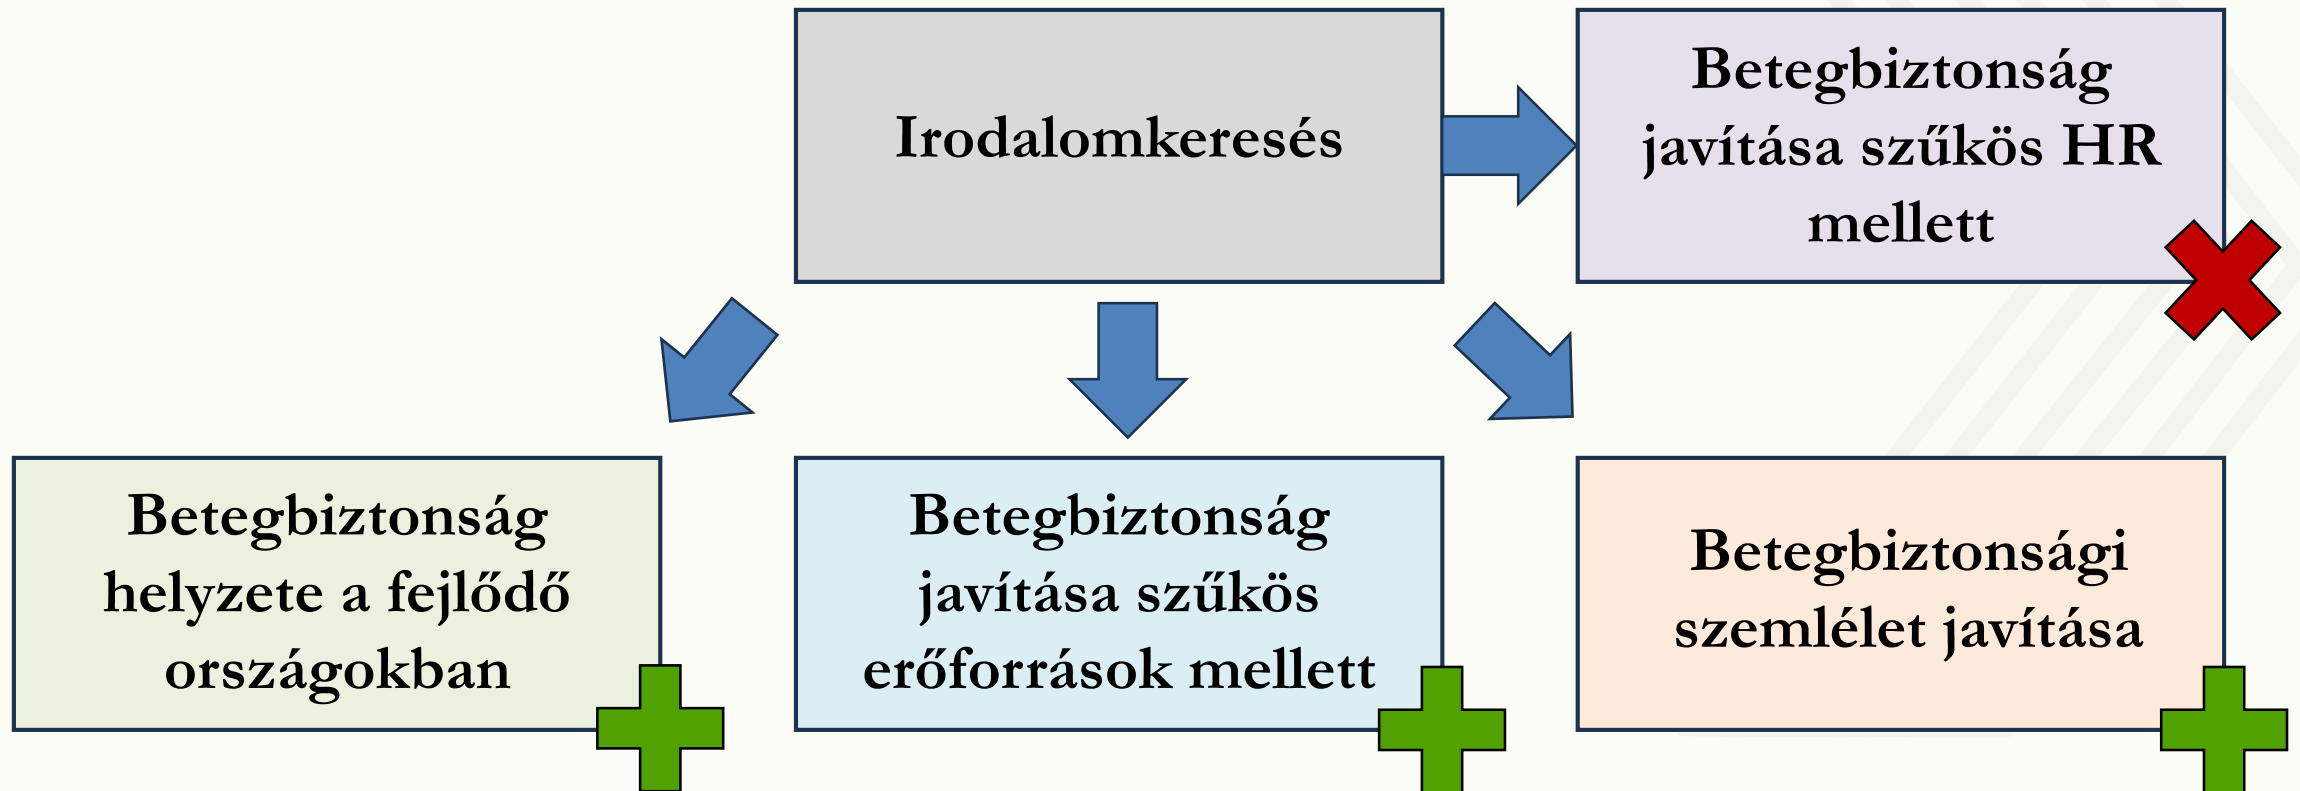 Irodalomkeresés
Betegbiztonság
javítása szűkös HR
mellett
Betegbiztonság
helyzete a fejlődő
országokban
Betegbiztonság
javítása szűkös
erőforrások mellett
Betegbiztonsági
szemlélet javítása